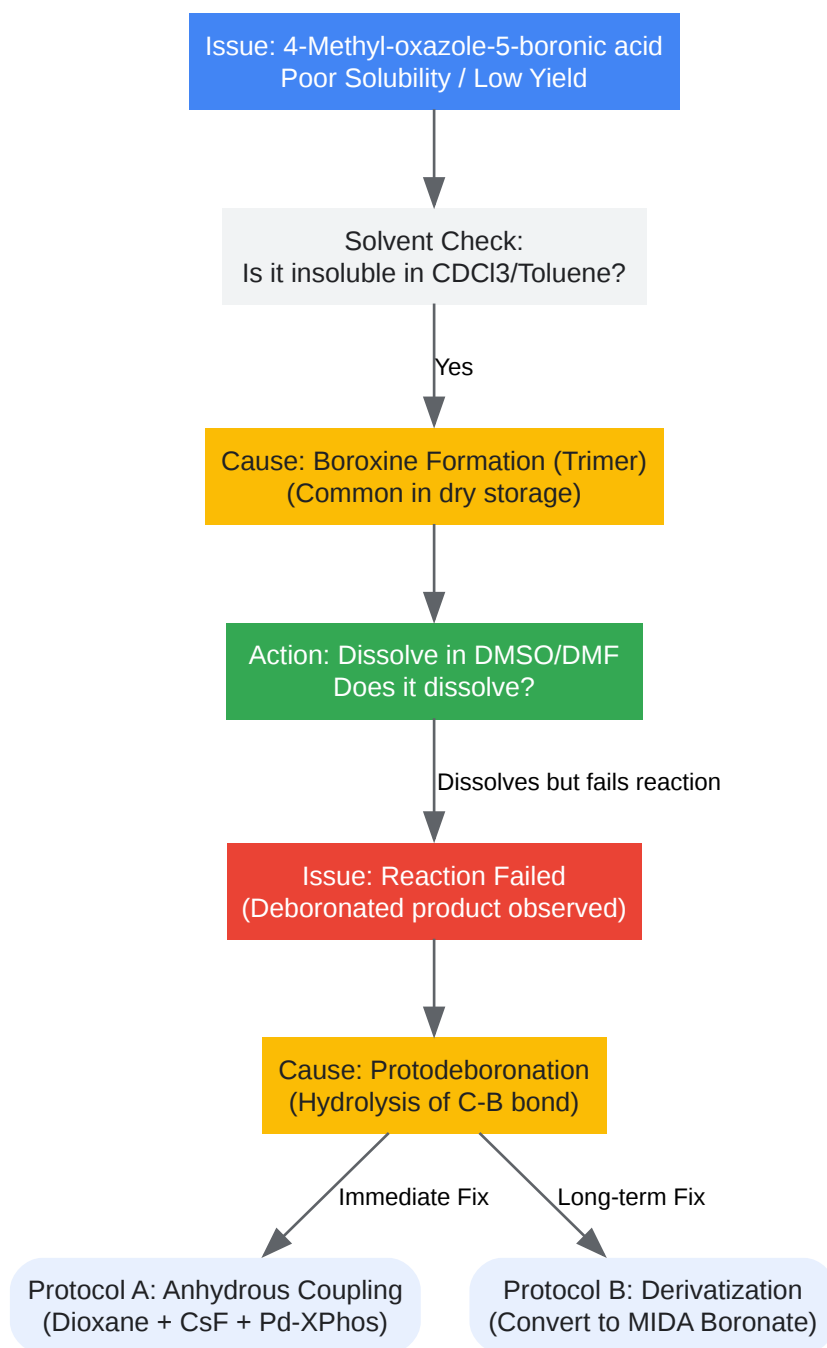 Issue: 4-Methyl-oxazole-5-boronic acid
Poor Solubility / Low Yield
Solvent Check:
Is it insoluble in CDCl3/Toluene?
Yes
Cause: Boroxine Formation (Trimer)
(Common in dry storage)
Action: Dissolve in DMSO/DMF
Does it dissolve?
Dissolves but fails reaction
Issue: Reaction Failed
(Deboronated product observed)
Cause: Protodeboronation
(Hydrolysis of C-B bond)
Immediate Fix
Long-term Fix
Protocol A: Anhydrous Coupling
(Dioxane + CsF + Pd-XPhos)
Protocol B: Derivatization
(Convert to MIDA Boronate)